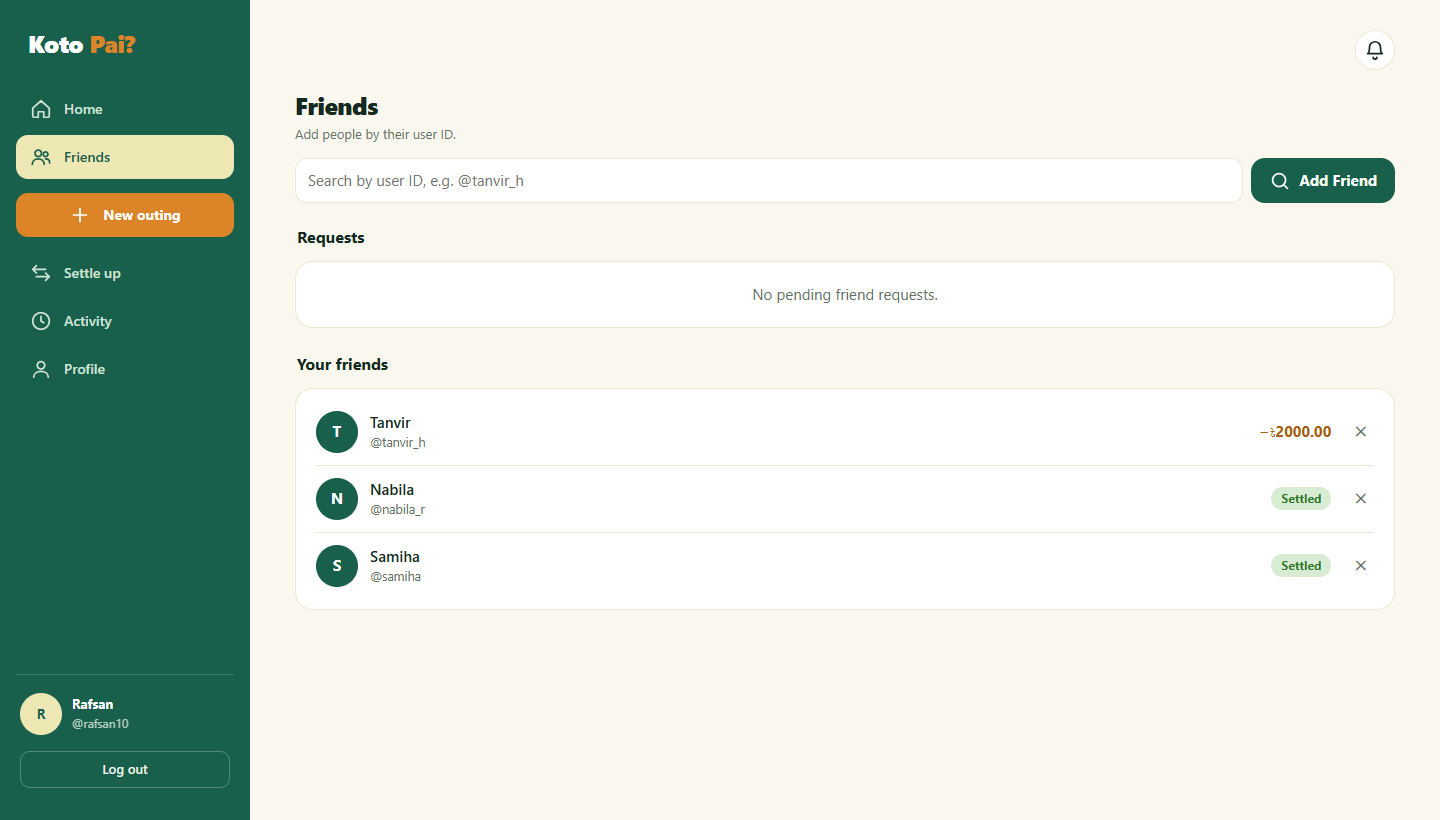 Koto Pai?
Home
Friends
New outing
Settle up
Activity
Profile
R
Rafsan
@rafsan10
Log out
Friends
Add people by their user ID.
Search by user ID, e.g. @tanvir_h
Add Friend
Requests
No pending friend requests.
Your friends
T
Tanvir
@tanvir_h
−৳2000.00
N
Nabila
@nabila_r
Settled
S
Samiha
@samiha
Settled